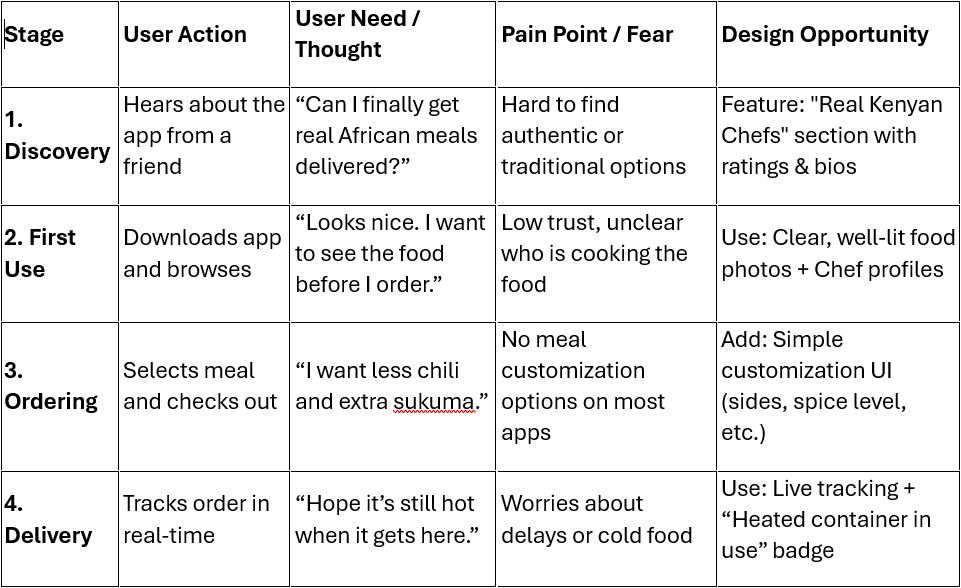 Stage
User Action
User Need /
Thought
Pain Point / Fear
Design Opportunity
1.
Discovery
Hears about the
app from a
friend
“Can I finally get
real African meals
delivered?”
Hard to find
authentic or
traditional options
Feature: "Real Kenyan
Chefs" section with
ratings & bios
2. First
Use
Downloads app
and browses
“Looks nice. I want
to see the food
before I order.”
Low trust, unclear
who is cooking the
food
Use: Clear, well-lit food
photos + Chef profiles
3.
Ordering
Selects meal
and checks out
“I want less chili
and extra sukuma.”
No meal
customization
options on most
apps
Add: Simple
customization UI
(sides, spice level,
etc.)
4.
Delivery
Tracks order in
real-time
“Hope it’s still hot
when it gets here.”
Worries about
delays or cold food
Use: Live tracking +
“Heated container in
use” badge